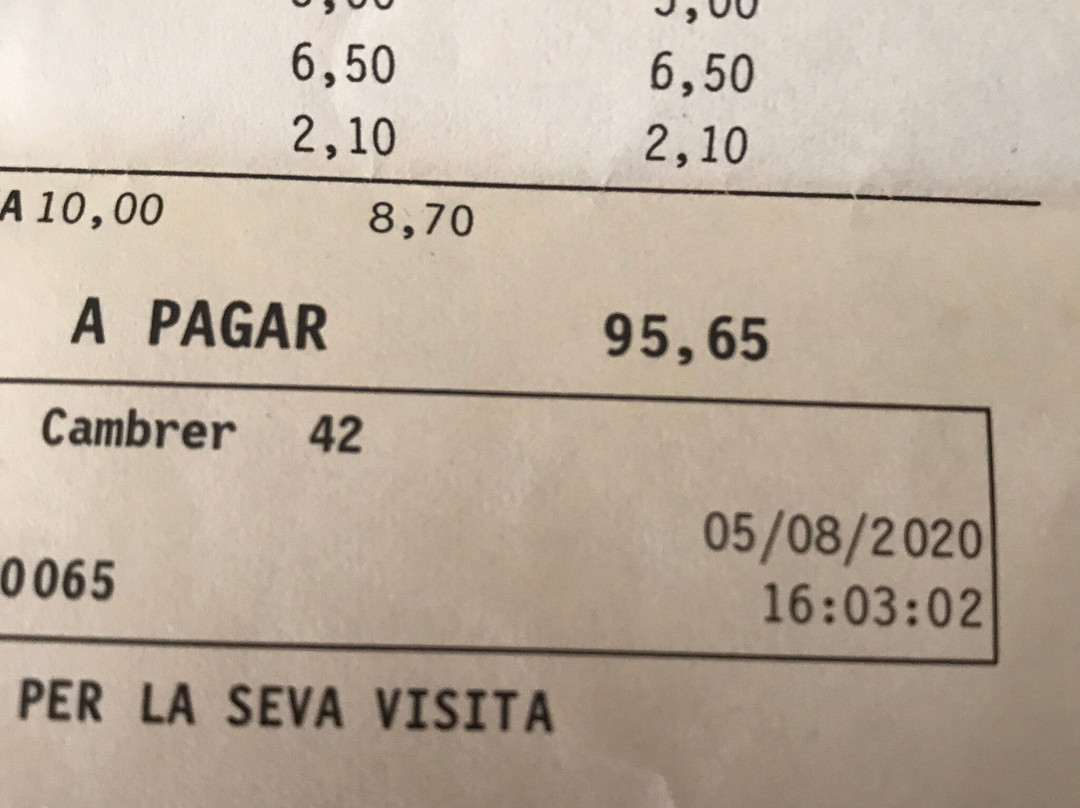 6,50 6,50
2,10 2,10
A 10,00 8,70
A PAGAR 95,65
Cambrer 42
05/08/2020
0065
16:03:02
PER LA SEVA VISITA